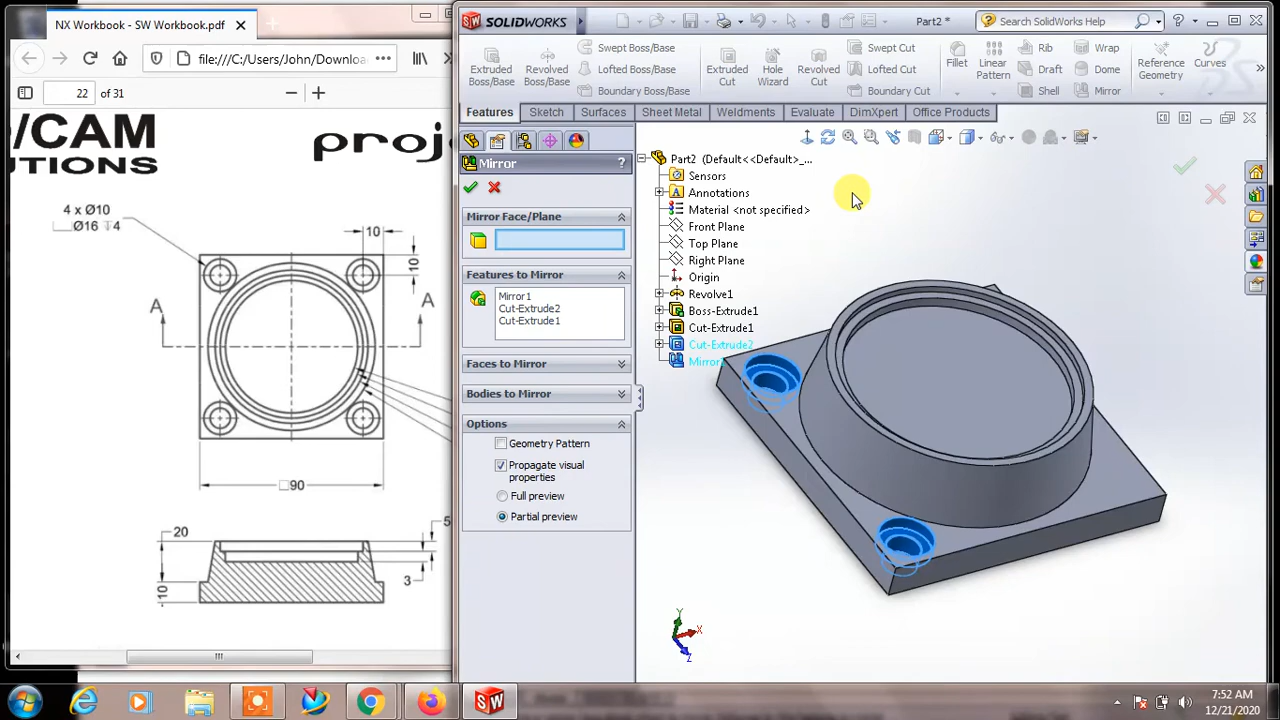 NX Workbook - SW Workbook.pdf
SOLIDWORKS
Part2 *
Search SolidWorks Help
file:///C:/Users/John/Downloa
22 of 31
Extruded Boss/Base
Revolved Boss/Base
Swept Boss/Base
Lofted Boss/Base
Boundary Boss/Base
Extruded Cut
Hole Wizard
Revolved Cut
Swept Cut
Lofted Cut
Boundary Cut
Fillet
Linear Pattern
Rib
Draft
Shell
Wrap
Dome
Mirror
Reference Geometry
Curves
Features Sketch Surfaces Sheet Metal Weldments Evaluate DimXpert Office Products
/CAM
proj
UTIONS
4 x Ø10
Ø16 4
10
10
A
A
90
20
10
5
3
Mirror
?
Mirror Face/Plane
Features to Mirror
Mirror1
Cut-Extrude2
Cut-Extrude1
Faces to Mirror
Bodies to Mirror
Options
Geometry Pattern
Propagate visual
properties
Full preview
Partial preview
Part2 (Default<<Default>_...
Sensors
Annotations
Material <not specified>
Front Plane
Top Plane
Right Plane
Origin
Revolve1
Boss-Extrude1
Cut-Extrude1
Cut-Extrude2
Y
X
Z
7:52 AM
12/21/2020